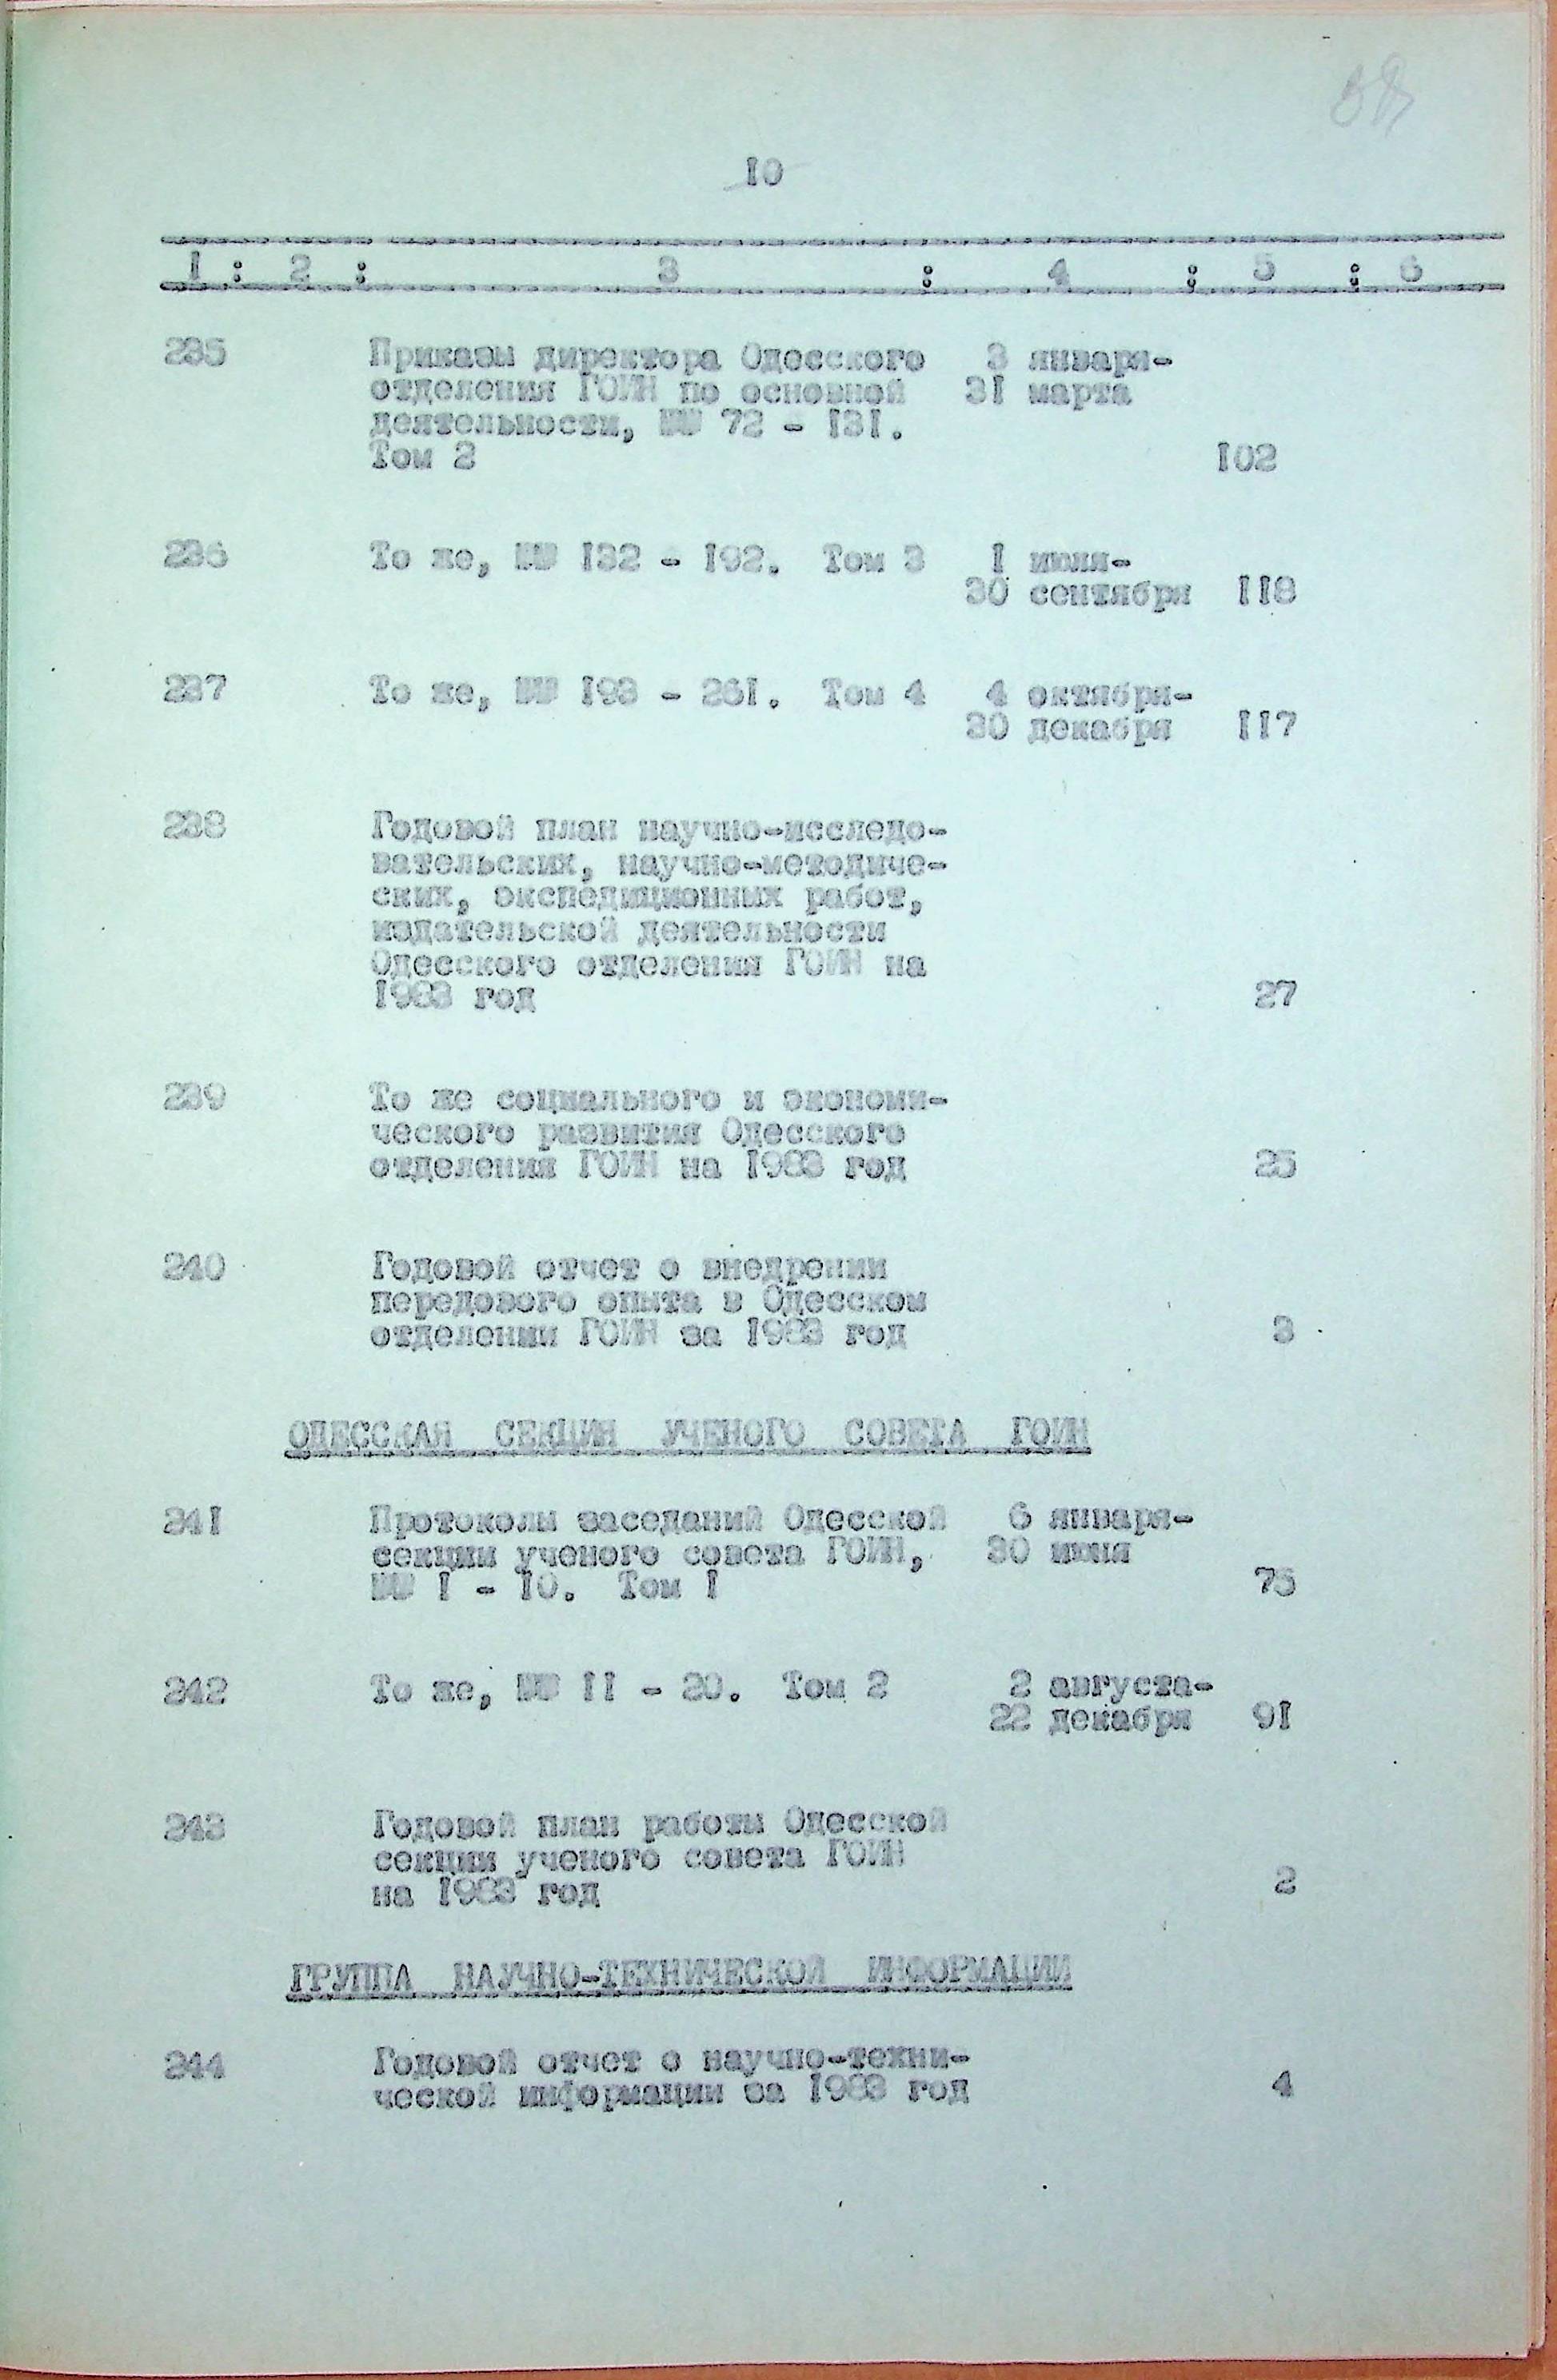 10
1 : 2 : 3 : 4 : 5 : 6
235 Приказы директора Одесского 3 января-
отделения ГОИН по основной 31 марта
деятельности, №№ 72 - 131.
Том 2 102
236 То же, №№ 132 - 192. Том 3 1 июля-
30 сентября 118
237 То же, №№ 193 - 261. Том 4 4 октября-
30 декабря 117
238 Годовой план научно-исследо-
вательских, научно-методиче-
ских, экспедиционных работ,
издательской деятельности
Одесского отделения ГОИН на
1983 год 27
239 То же социального и экономи-
ческого развития Одесского
отделения ГОИН на 1983 год 25
240 Годовой отчет о внедрении
передового опыта в Одесском
отделении ГОИН за 1983 год 3
ОДЕССКАЯ СЕКЦИЯ УЧЕНОГО СОВЕТА ГОИН
241 Протоколы заседаний Одесской 6 января-
секции ученого совета ГОИН, 30 июня
№№ 1 - 10. Том 1 75
242 То же, №№ 11 - 20. Том 2 2 августа-
22 декабря 91
243 Годовой план работы Одесской
секции ученого совета ГОИН
на 1983 год 2
ГРУППА НАУЧНО-ТЕХНИЧЕСКОЙ ИНФОРМАЦИИ
244 Годовой отчет о научно-техни-
ческой информации за 1983 год 4